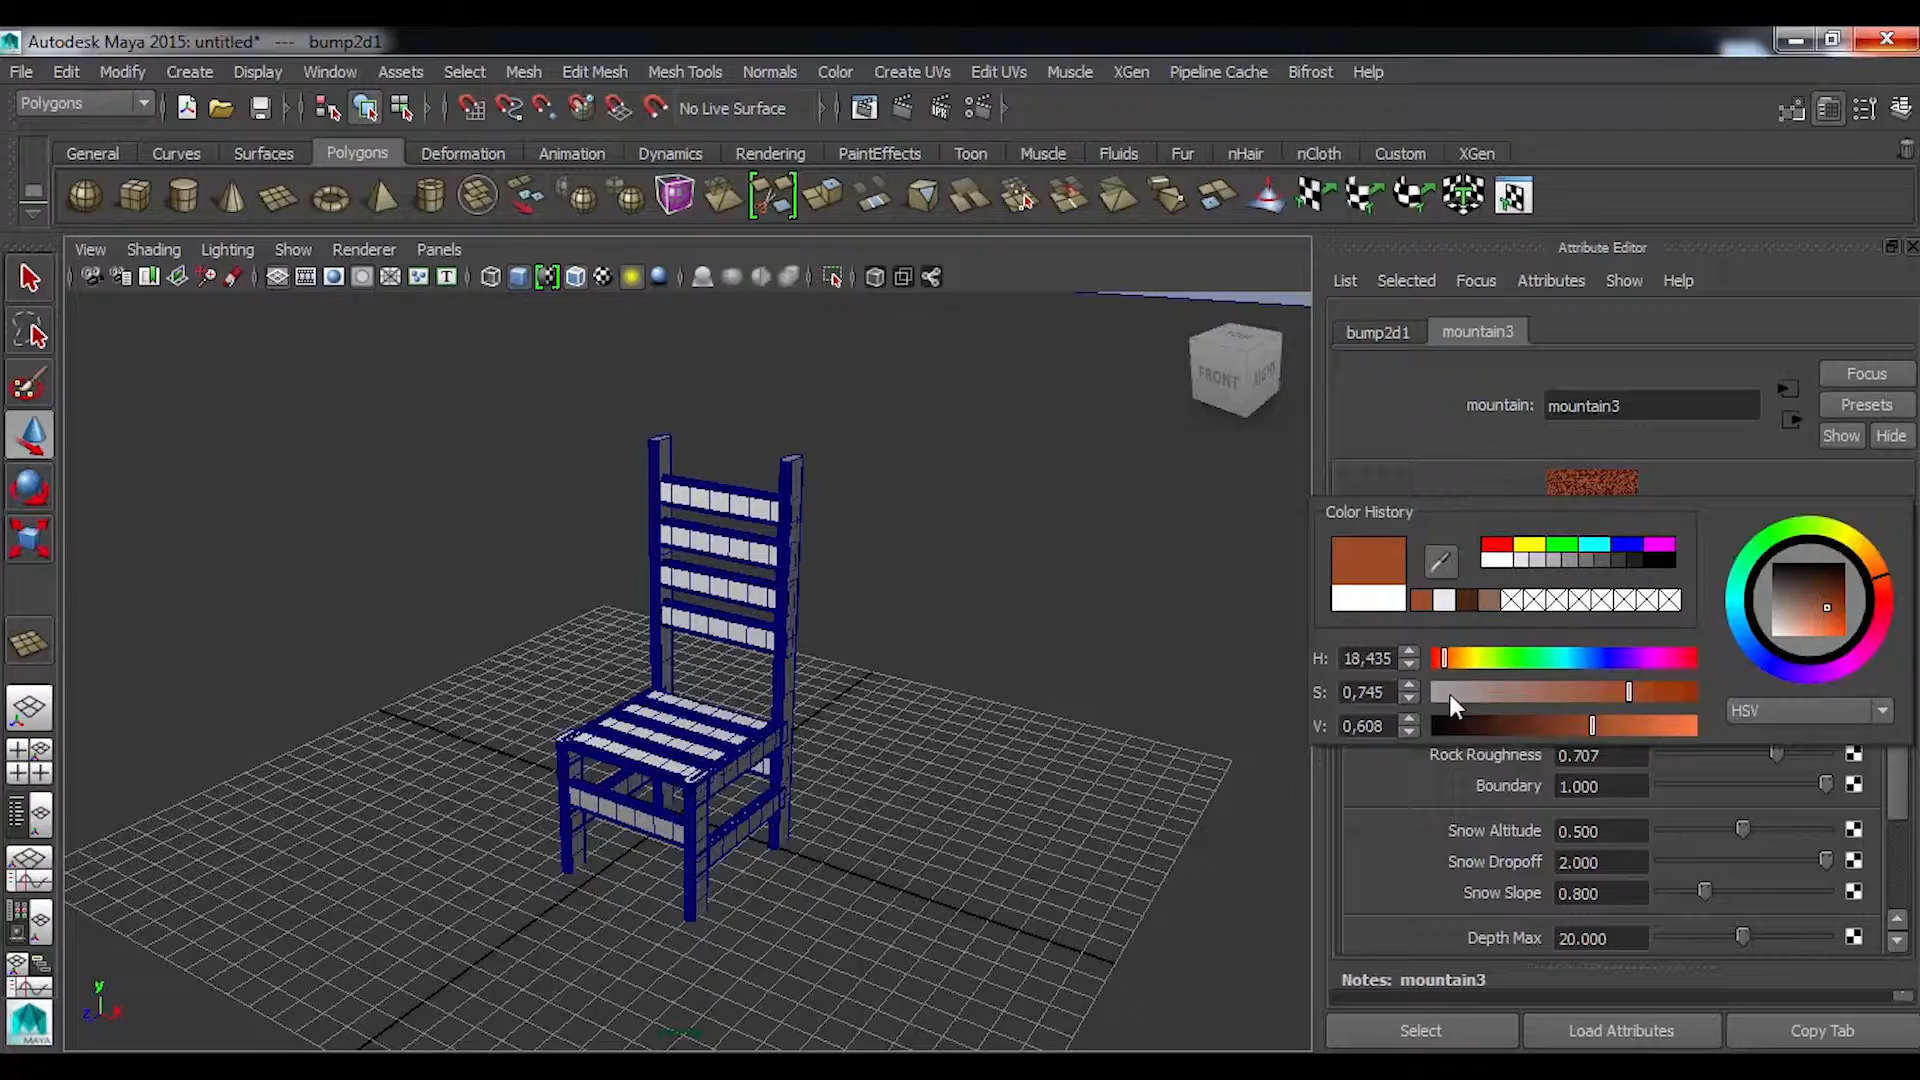 Autodesk Maya 2015: untitled*   ---   bump2d1
File Edit Modify Create Display Window Assets Select Mesh Edit Mesh Mesh Tools Normals Color Create UVs Edit UVs Muscle XGen Pipeline Cache Bifrost Help
Polygons
No Live Surface
IPR
General Curves Surfaces Polygons Deformation Animation Dynamics Rendering PaintEffects Toon Muscle Fluids Fur nHair nCloth Custom XGen
View Shading Lighting Show Renderer Panels
Attribute Editor
List Selected Focus Attributes Show Help
bump2d1 mountain3
Focus
mountain: mountain3
Presets
Show Hide
FRONT RIGHT
Color History
H: 18,435
S: 0,745
V: 0,608
HSV
Rock Roughness 0.707
Boundary 1.000
Snow Altitude 0.500
Snow Dropoff 2.000
Snow Slope 0.800
Depth Max 20.000
Notes: mountain3
Select Load Attributes Copy Tab
y
z x
MAYA